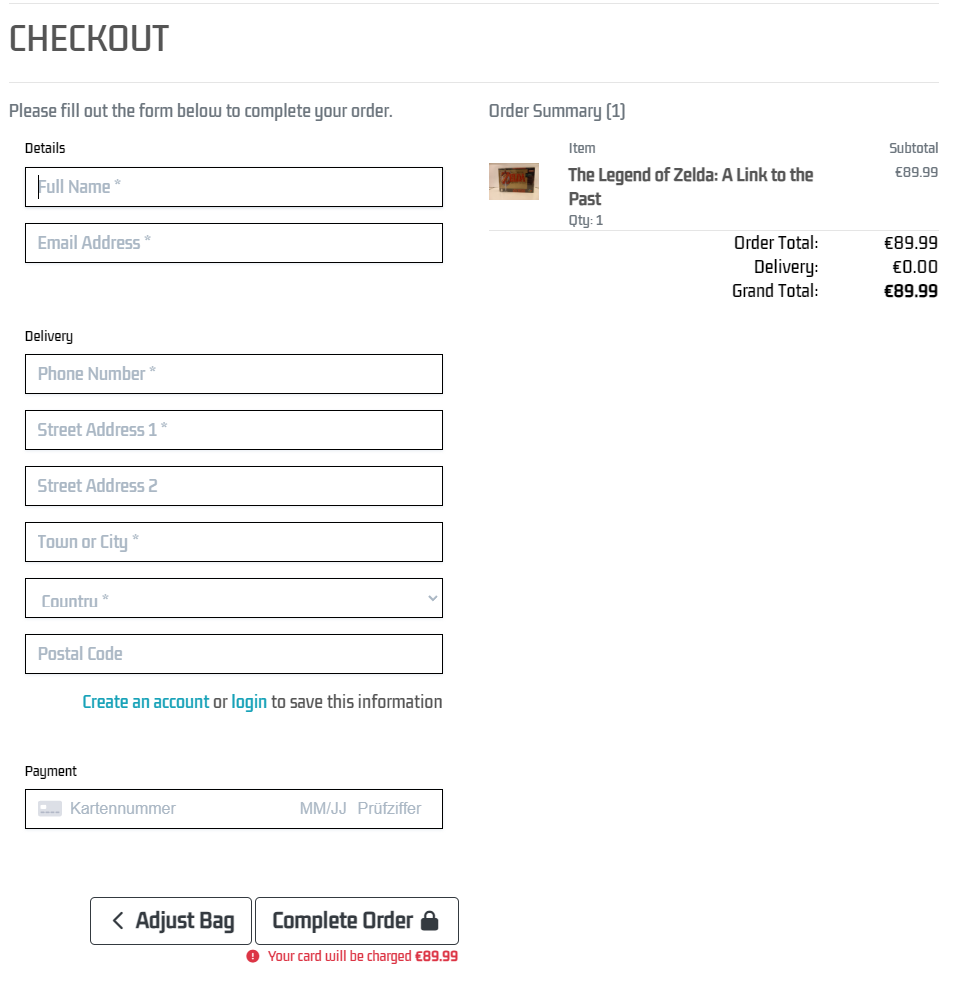 CHECKOUT
Please fill out the form below to complete your order.
Details
Full Name *
Email Address *
Delivery
Phone Number *
Street Address 1 *
Street Address 2
Town or City *
Country *
Postal Code
Create an account or login to save this information
Payment
Kartennummer MM/JJ Prüfziffer
Adjust Bag Complete Order
Your card will be charged €89.99
Order Summary (1)
Item Subtotal
The Legend of Zelda: A Link to the €89.99
Past
Qty: 1
Order Total: €89.99
Delivery: €0.00
Grand Total: €89.99